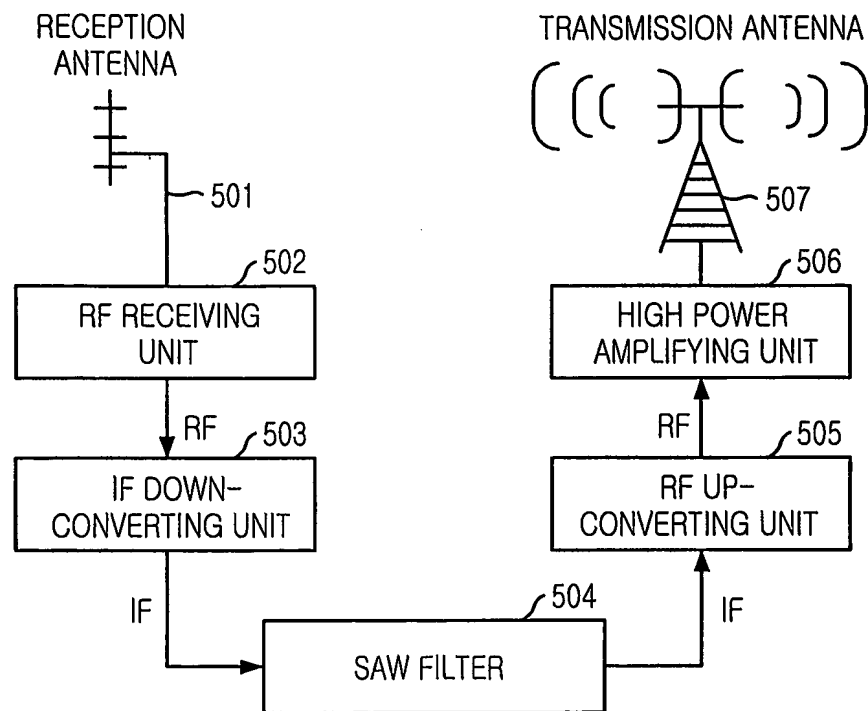 RECEPTION
ANTENNA
TRANSMISSION ANTENNA
501
507
502
RF RECEIVING
UNIT
506
HIGH POWER
AMPLIFYING UNIT
RF
RF
503
IF DOWN-
CONVERTING UNIT
505
RF UP-
CONVERTING UNIT
IF
504
SAW FILTER
IF